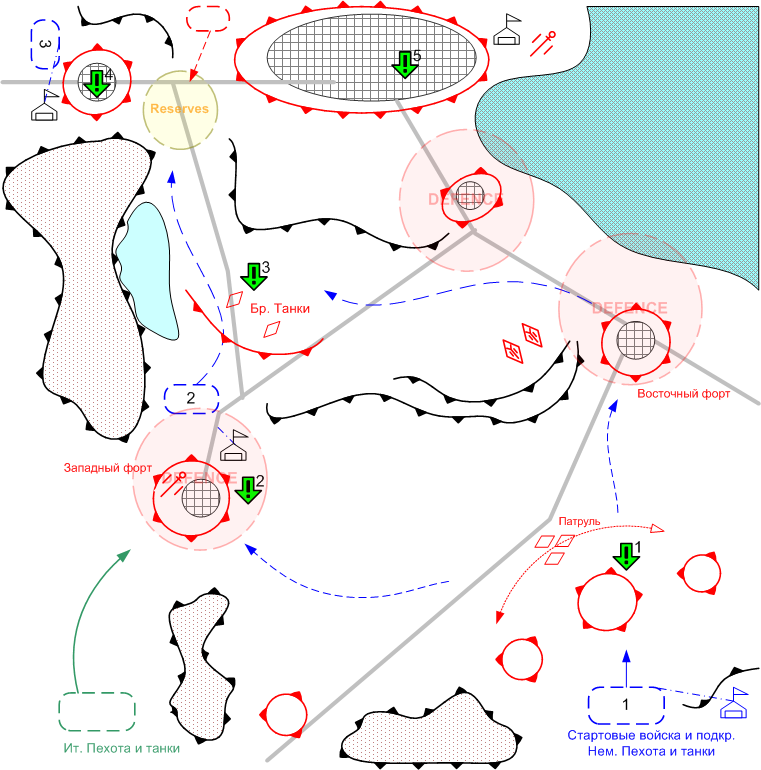 3
4
5
Reserves
DEFENCE
3
Бр. Танки
DEFENCE
Восточный форт
2
Западный форт
DEFENCE
2
Патруль
1
1
Ит. Пехота и танки
Стартовые войска и подкр.
Нем. Пехота и танки